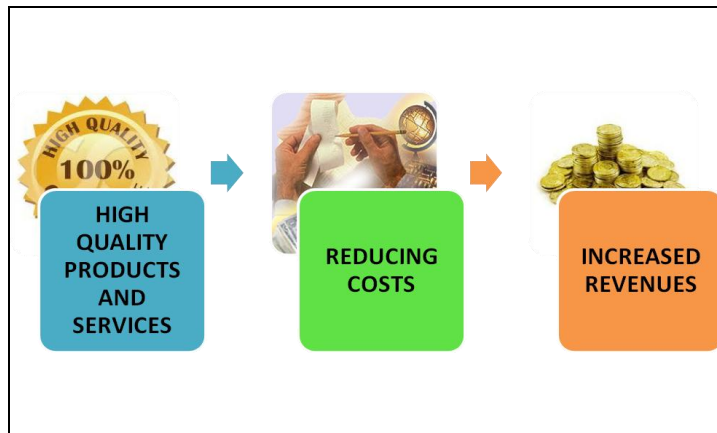 HIGH QUALITY
100%
HIGH
QUALITY
PRODUCTS
AND
SERVICES
REDUCING
COSTS
INCREASED
REVENUES